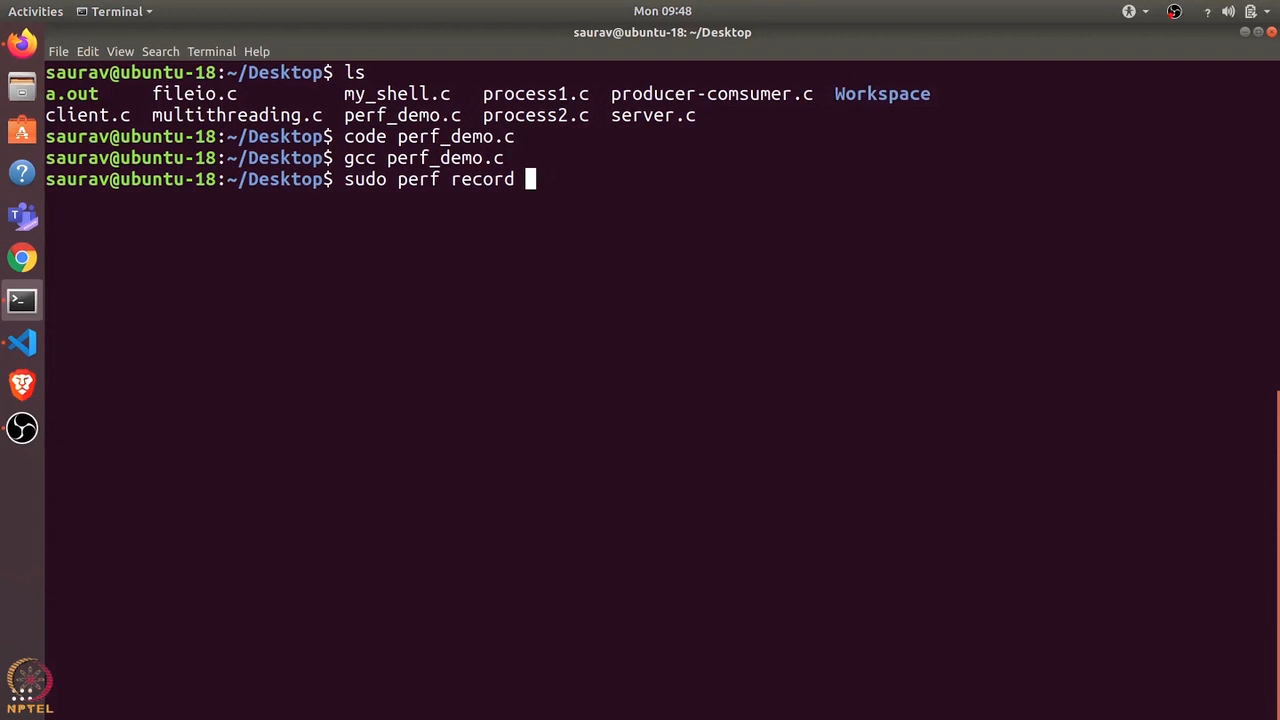 Activities Terminal Mon 09:48 ?
saurav@ubuntu-18: ~/Desktop
File Edit View Search Terminal Help
saurav@ubuntu-18:~/Desktop$ ls
a.out fileio.c my_shell.c process1.c producer-comsumer.c Workspace
client.c multithreading.c perf_demo.c process2.c server.c
saurav@ubuntu-18:~/Desktop$ code perf_demo.c
saurav@ubuntu-18:~/Desktop$ gcc perf_demo.c
saurav@ubuntu-18:~/Desktop$ sudo perf record
NPTEL